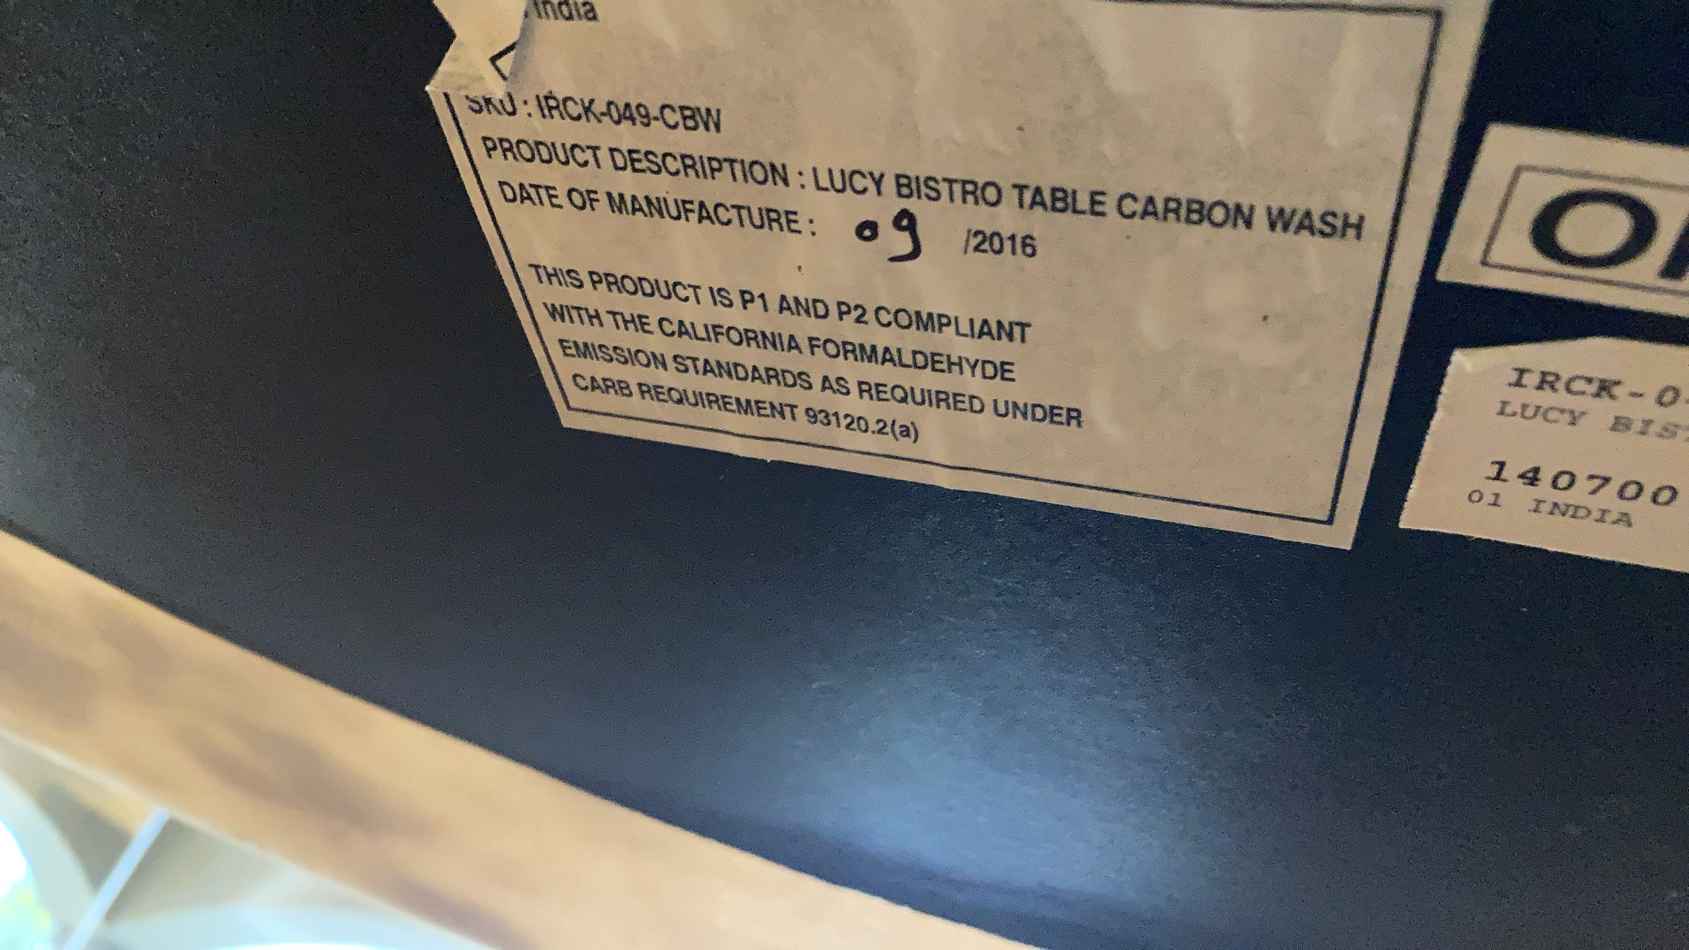 India
SKU : IRCK-049-CBW
PRODUCT DESCRIPTION : LUCY BISTRO TABLE CARBON WASH
DATE OF MANUFACTURE : 09 /2016
THIS PRODUCT IS P1 AND P2 COMPLIANT
WITH THE CALIFORNIA FORMALDEHYDE
EMISSION STANDARDS AS REQUIRED UNDER
CARB REQUIREMENT 93120.2(a)
IRCK-0
LUCY BIS
140700
01 INDIA